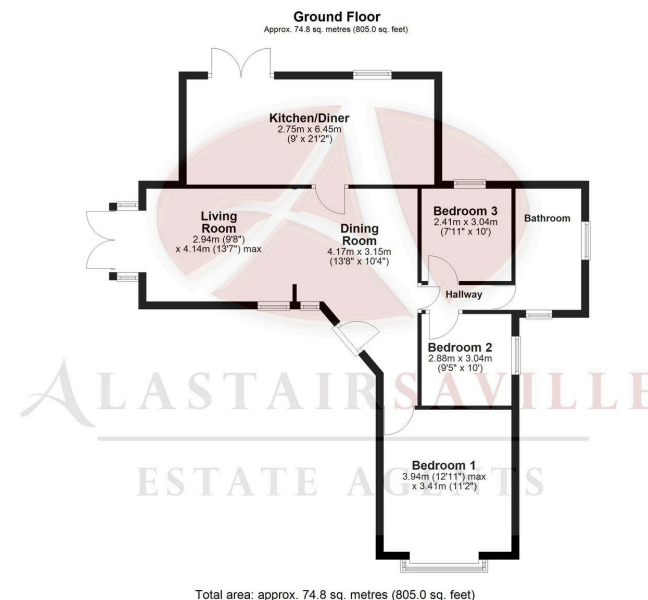 Ground Floor
Approx. 74.8 sq. metres (805.0 sq. feet)
Kitchen/Diner
2.75m x 6.45m
(9' x 21'2")
Living
Room
2.94m (9'8")
x 4.14m (13'7") max
Dining
Room
4.17m x 3.15m
(13'8" x 10'4")
Bedroom 3
2.41m x 3.04m
(7'11" x 10')
Bathroom
Hallway
Bedroom 2
2.88m x 3.04m
(9'5" x 10')
ALASTAIR SAVILLE
ESTATE AGENTS
Bedroom 1
3.94m (12'11") max
x 3.41m (11'2")
Total area: approx. 74.8 sq. metres (805.0 sq. feet)